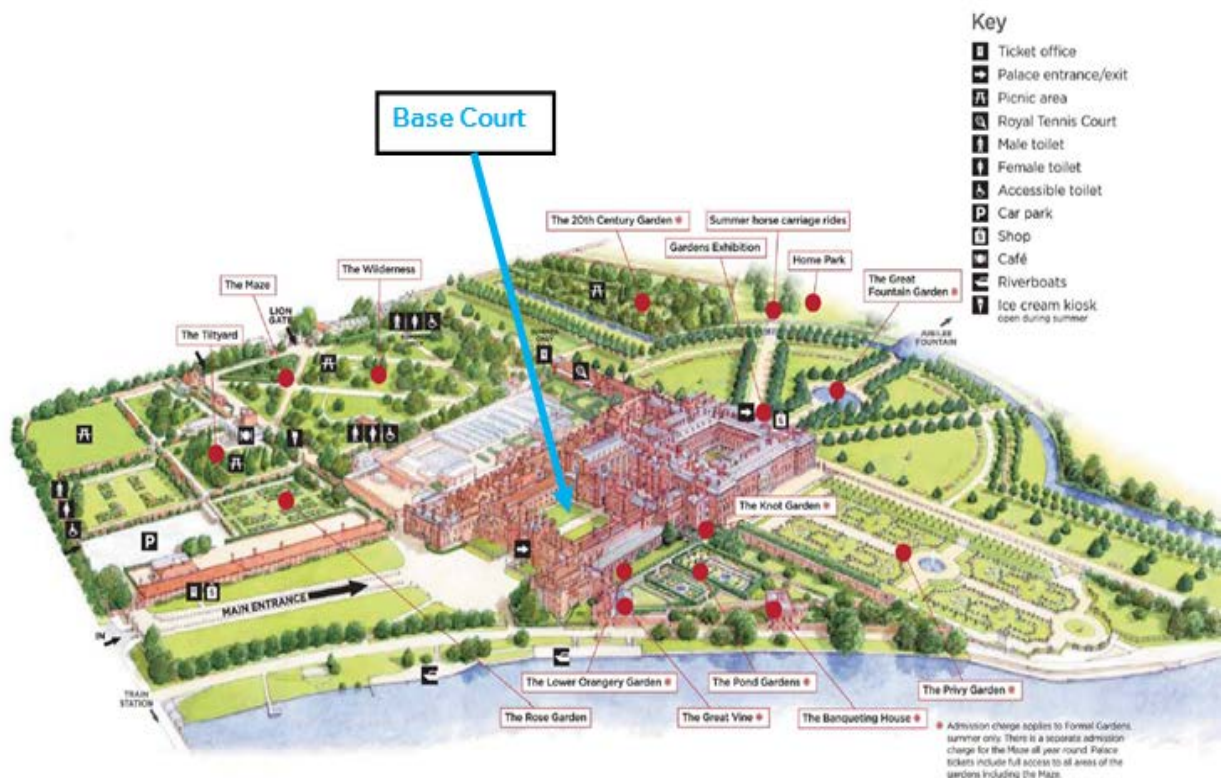 Key
Ticket office
Palace entrance/exit
Picnic area
Royal Tennis Court
Male toilet
Female toilet
Accessible toilet
P Car park
Shop
Café
Riverboats
Ice cream kiosk
open during summer
Base Court
The 20th Century Garden *
Summer horse carriage rides
Gardens Exhibition
Home Park
The Great
Fountain Garden *
The Wilderness
The Maze
LION
GATE
The Tiltyard
JUBILEE
FOUNTAIN
The Knot Garden *
P
MAIN ENTRANCE
IN
TRAIN
STATION
The Lower Orangery Garden *
The Pond Gardens *
The Privy Garden *
The Rose Garden
The Great Vine *
The Banqueting House *
* Admission charge applies to Formal Gardens,
summer only. There is a separate admission
charge for the Maze all year round. Palace
tickets include full access to all areas of the
gardens including the Maze.